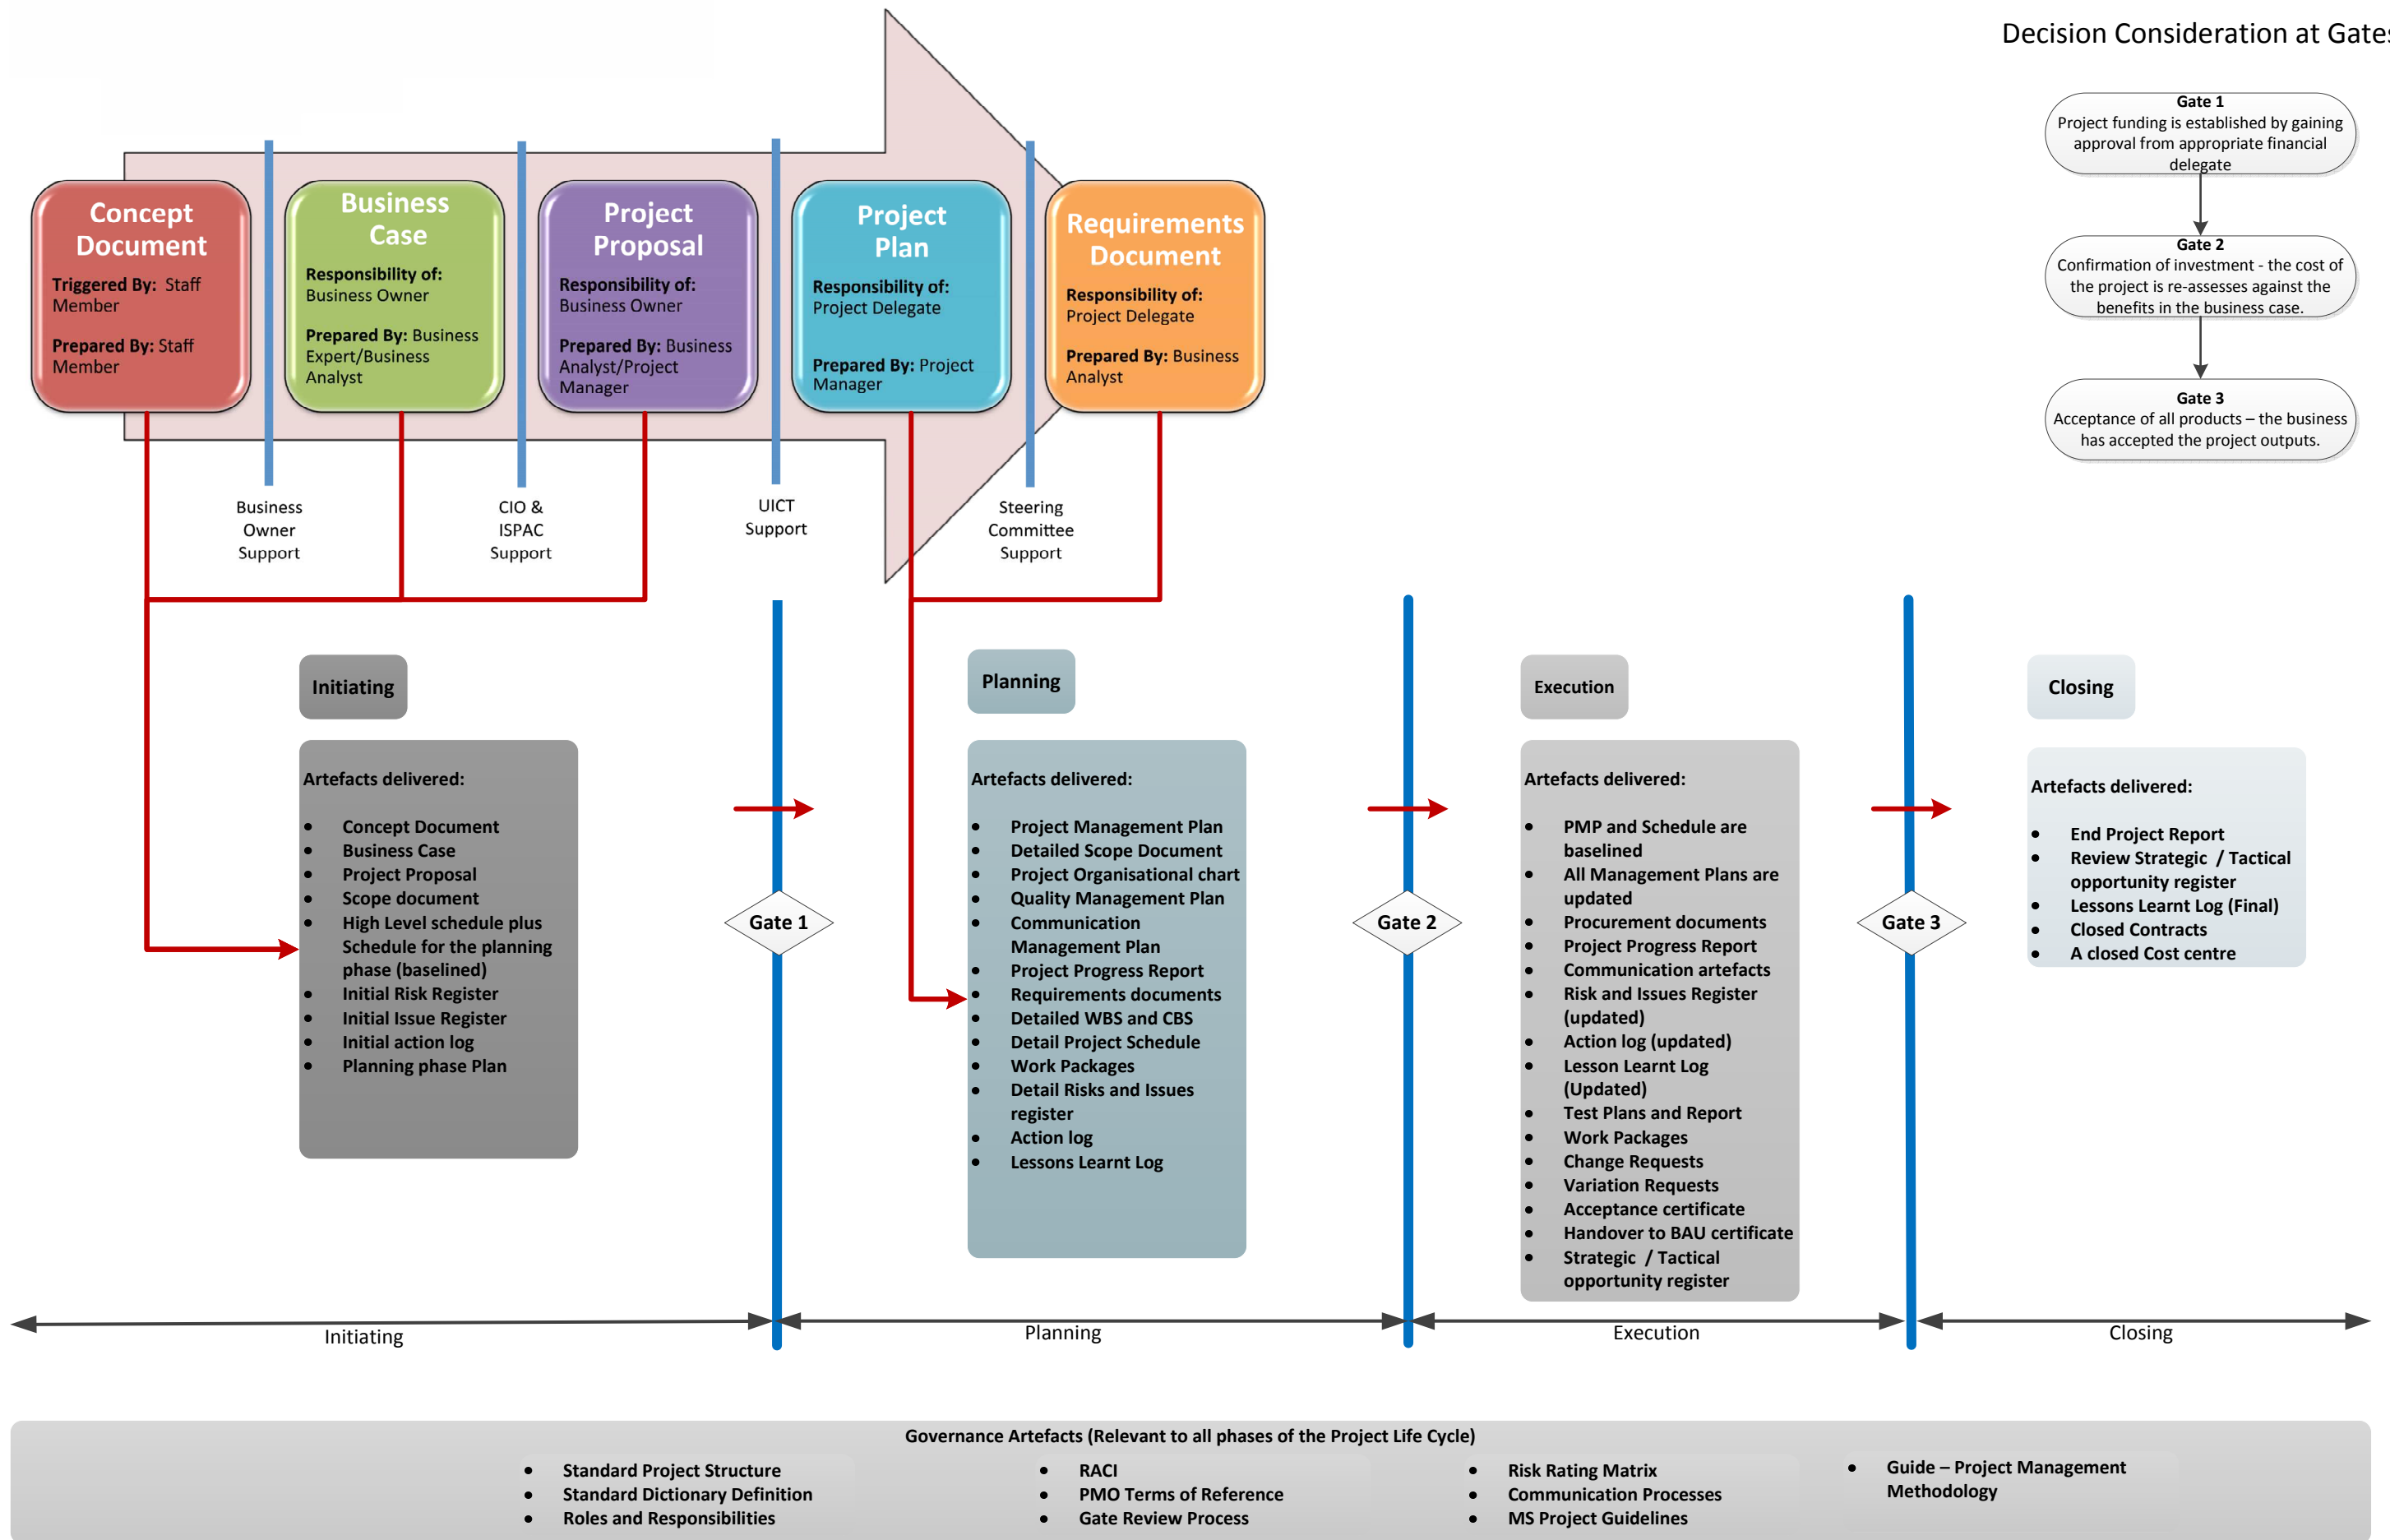 Decision Consideration at Gates
Gate 1
Project funding is established by gaining
approval from appropriate financial
delegate
Gate 2
Confirmation of investment - the cost of
the project is re-assesses against the
benefits in the business case.
Gate 3
Acceptance of all products – the business
has accepted the project outputs.
Concept
Document
Triggered By: Staff
Member
Prepared By: Staff
Member
Business
Case
Responsibility of:
Business Owner
Prepared By: Business
Expert/Business
Analyst
Project
Proposal
Responsibility of:
Business Owner
Prepared By: Business
Analyst/Project
Manager
Project
Plan
Responsibility of:
Project Delegate
Prepared By: Project
Manager
Requirements
Document
Responsibility of:
Project Delegate
Prepared By: Business
Analyst
Business
Owner
Support
CIO &
ISPAC
Support
UICT
Support
Steering
Committee
Support
Initiating
Artefacts delivered:
• Concept Document
• Business Case
• Project Proposal
• Scope document
• High Level schedule plus
Schedule for the planning
phase (baselined)
• Initial Risk Register
• Initial Issue Register
• Initial action log
• Planning phase Plan
Gate 1
Planning
Artefacts delivered:
• Project Management Plan
• Detailed Scope Document
• Project Organisational chart
• Quality Management Plan
• Communication
Management Plan
• Project Progress Report
• Requirements documents
• Detailed WBS and CBS
• Detail Project Schedule
• Work Packages
• Detail Risks and Issues
register
• Action log
• Lessons Learnt Log
Gate 2
Execution
Artefacts delivered:
• PMP and Schedule are
baselined
• All Management Plans are
updated
• Procurement documents
• Project Progress Report
• Communication artefacts
• Risk and Issues Register
(updated)
• Action log (updated)
• Lesson Learnt Log
(Updated)
• Test Plans and Report
• Work Packages
• Change Requests
• Variation Requests
• Acceptance certificate
• Handover to BAU certificate
• Strategic / Tactical
opportunity register
Gate 3
Closing
Artefacts delivered:
• End Project Report
• Review Strategic / Tactical
opportunity register
• Lessons Learnt Log (Final)
• Closed Contracts
• A closed Cost centre
Initiating
Planning
Execution
Closing
Governance Artefacts (Relevant to all phases of the Project Life Cycle)
• Standard Project Structure
• Standard Dictionary Definition
• Roles and Responsibilities
• RACI
• PMO Terms of Reference
• Gate Review Process
• Risk Rating Matrix
• Communication Processes
• MS Project Guidelines
• Guide – Project Management
Methodology